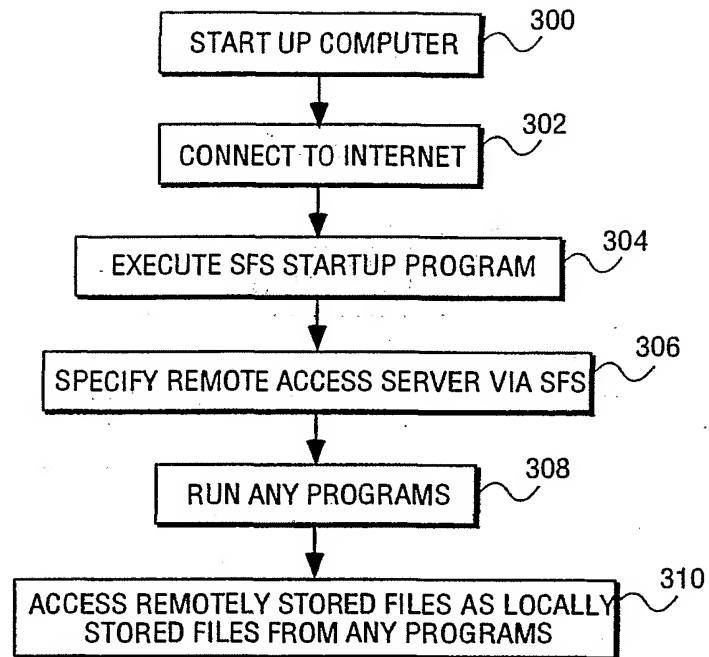 START UP COMPUTER
300
CONNECT TO INTERNET
302
EXECUTE SFS STARTUP PROGRAM
304
SPECIFY REMOTE ACCESS SERVER VIA SFS
306
RUN ANY PROGRAMS
308
ACCESS REMOTELY STORED FILES AS LOCALLY
STORED FILES FROM ANY PROGRAMS
310